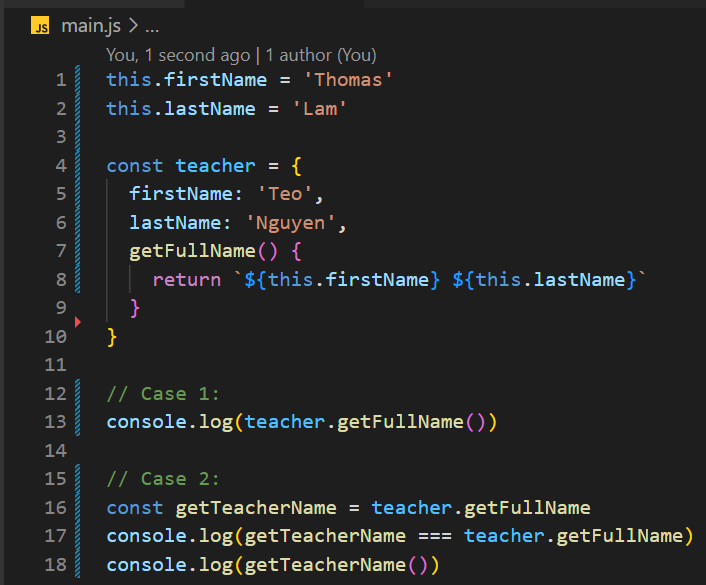 JS main.js > ...
You, 1 second ago | 1 author (You)
1 this.firstName = 'Thomas'
2 this.lastName = 'Lam'
3
4 const teacher = {
5   firstName: 'Teo',
6   lastName: 'Nguyen',
7   getFullName() {
8     return `${this.firstName} ${this.lastName}`
9   }
10 }
11
12 // Case 1:
13 console.log(teacher.getFullName())
14
15 // Case 2:
16 const getTeacherName = teacher.getFullName
17 console.log(getTeacherName === teacher.getFullName)
18 console.log(getTeacherName())